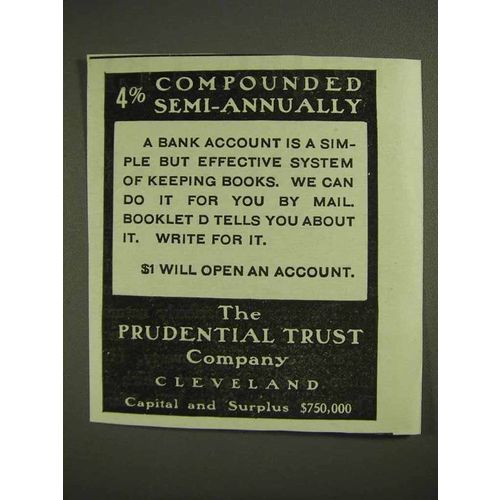 4% COMPOUNDED
SEMI-ANNUALLY
A BANK ACCOUNT IS A SIM-
PLE BUT EFFECTIVE SYSTEM
OF KEEPING BOOKS. WE CAN
DO IT FOR YOU BY MAIL.
BOOKLET D TELLS YOU ABOUT
IT. WRITE FOR IT.
$1 WILL OPEN AN ACCOUNT.
The
PRUDENTIAL TRUST
Company
CLEVELAND
Capital and Surplus $750,000